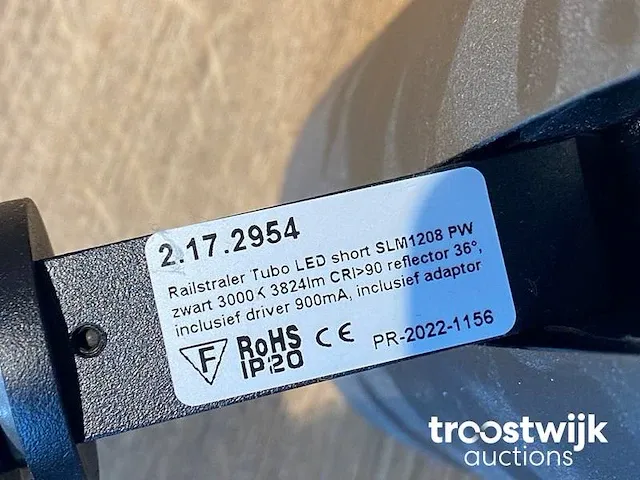 2.17.2954
Railstraler Tubo LED short SLM1208 PW
zwart 3000K 3824lm CRI>90 reflector 36°,
inclusief driver 900mA, inclusief adaptor
F RoHS CE PR-2022-1156
IP20
troostwijk
auctions